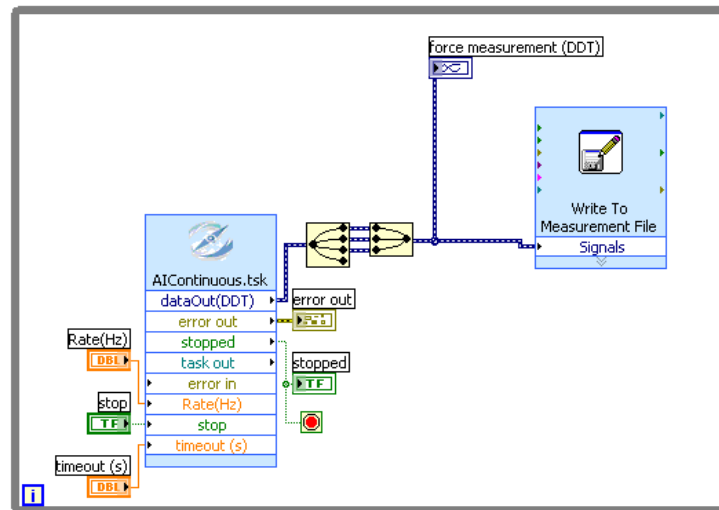 force measurement (DDT)
Write To
Measurement File
Signals
AIContinuous.tsk
dataOut(DDT)
error out
error out
Rate(Hz)
DBL
stopped
task out
stopped
TF
error in
stop
TF
Rate(Hz)
stop
timeout (s)
timeout (s)
DBL
i